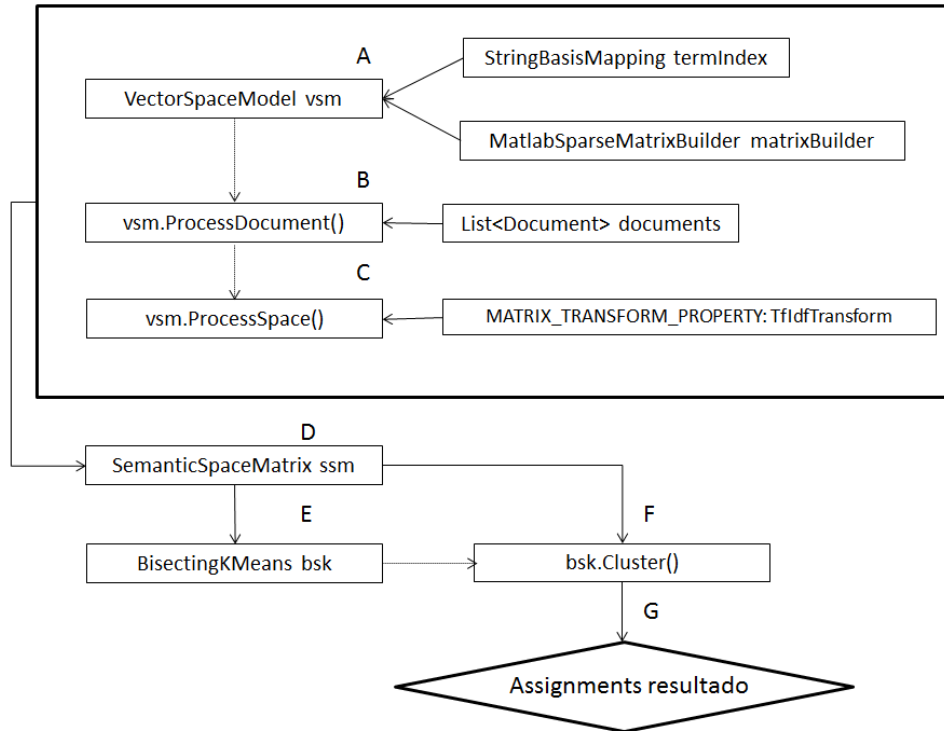 A
StringBasisMapping termIndex
VectorSpaceModel vsm
MatlabSparseMatrixBuilder matrixBuilder
B
vsm.ProcessDocument()
List<Document> documents
C
vsm.ProcessSpace()
MATRIX_TRANSFORM_PROPERTY: TfIdfTransform
D
SemanticSpaceMatrix ssm
E
F
BisectingKMeans bsk
bsk.Cluster()
G
Assignments resultado